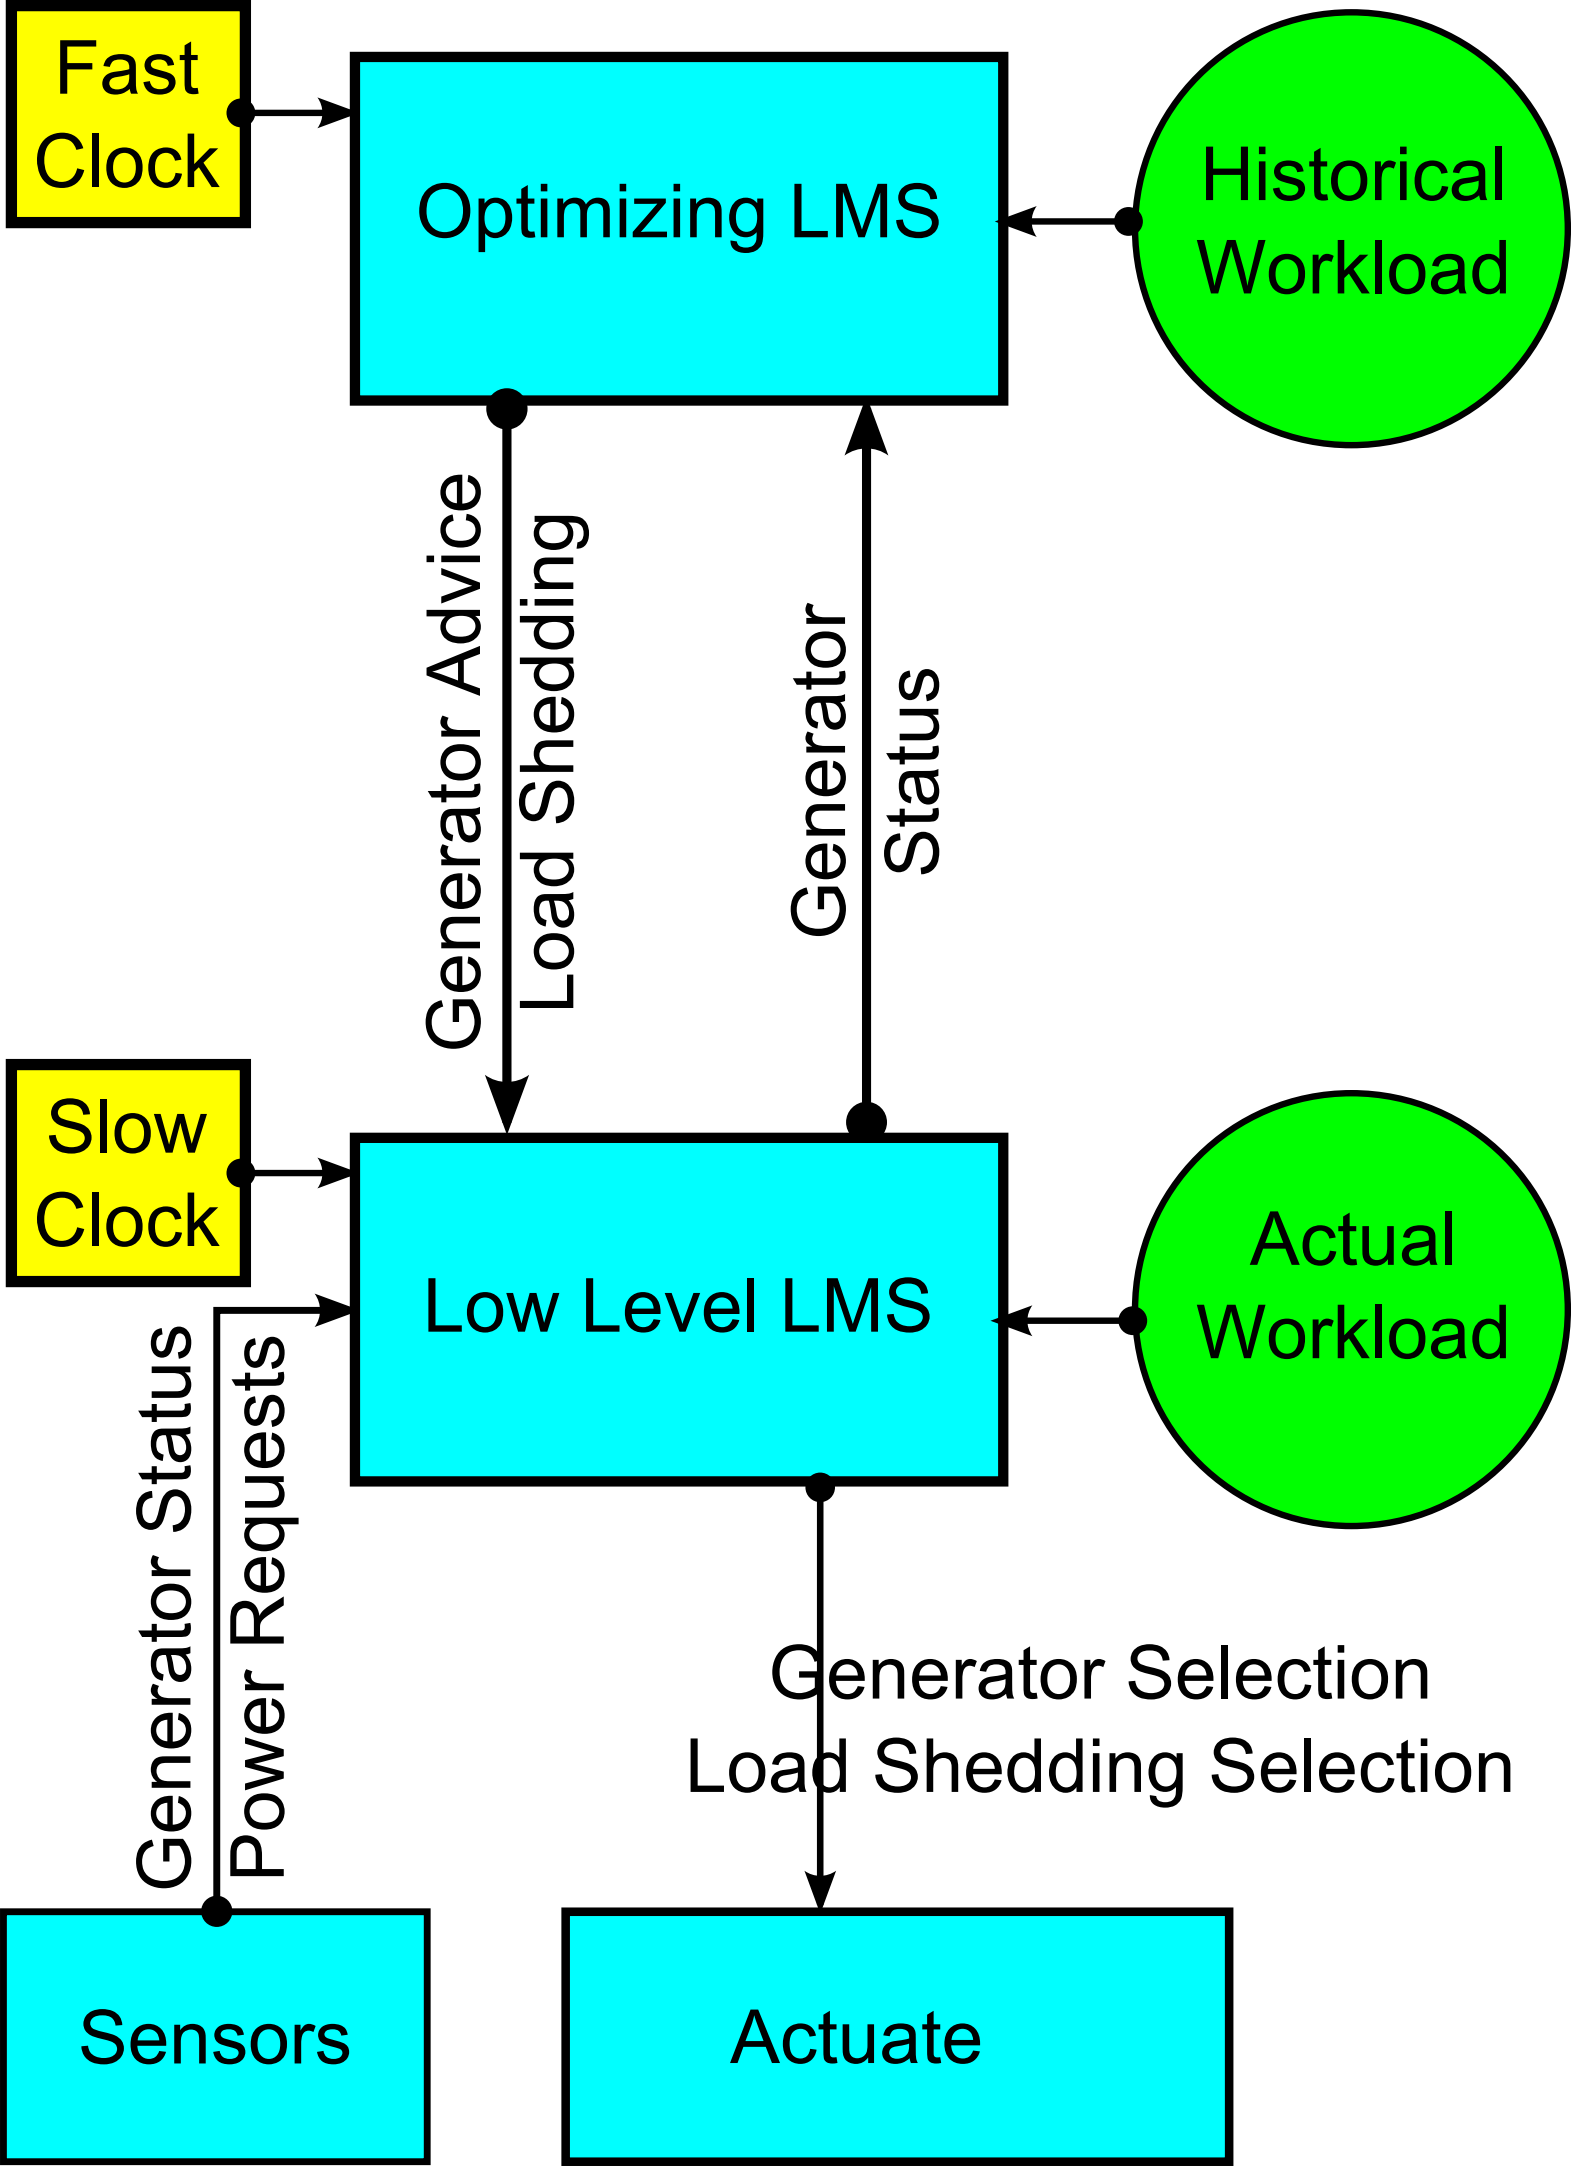 Fast
Clock
Optimizing LMS
Historical
Workload
Generator Advice
Load Shedding
Generator
Status
Slow
Clock
Low Level LMS
Actual
Workload
Generator Status
Power Requests
Generator Selection
Load Shedding Selection
Sensors
Actuate